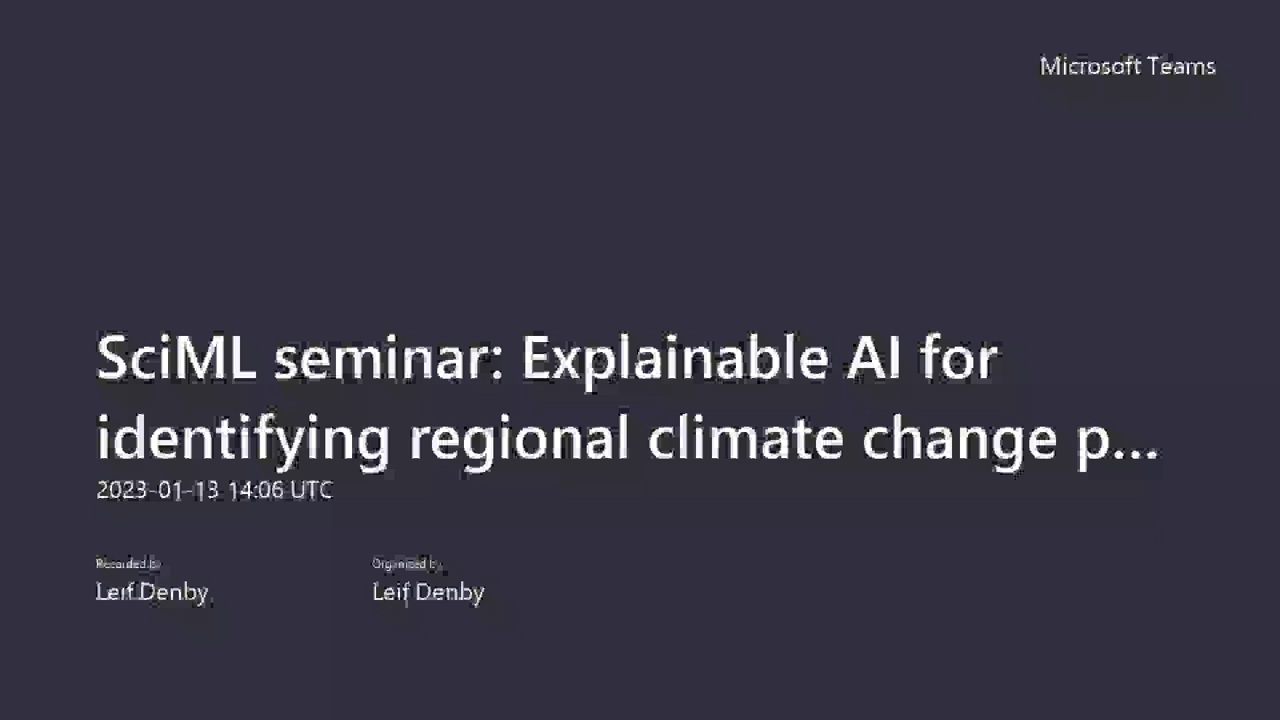 Microsoft Teams
SciML seminar: Explainable AI for
identifying regional climate change p...
2023-01-13 14:06 UTC
Recorded by
Organized by
Leif Denby
Leif Denby